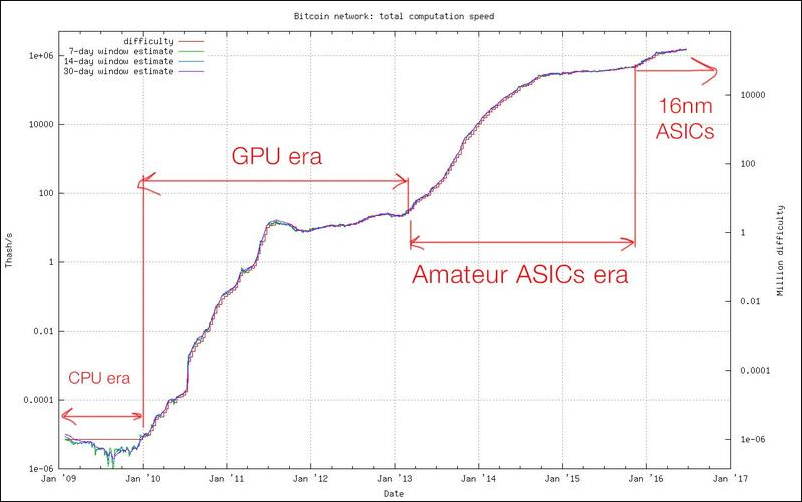 Bitcoin network: total computation speed
difficulty
7-day window estimate
14-day window estimate
30-day window estimate
1e+06
10000
100
1
0.01
0.0001
1e-06
Thash/s
10000
100
1
0.01
0.0001
1e-06
Million difficulty
CPU era
GPU era
Amateur ASICs era
16nm
ASICs
Jan '09 Jan '10 Jan '11 Jan '12 Jan '13 Jan '14 Jan '15 Jan '16 Jan '17
Date